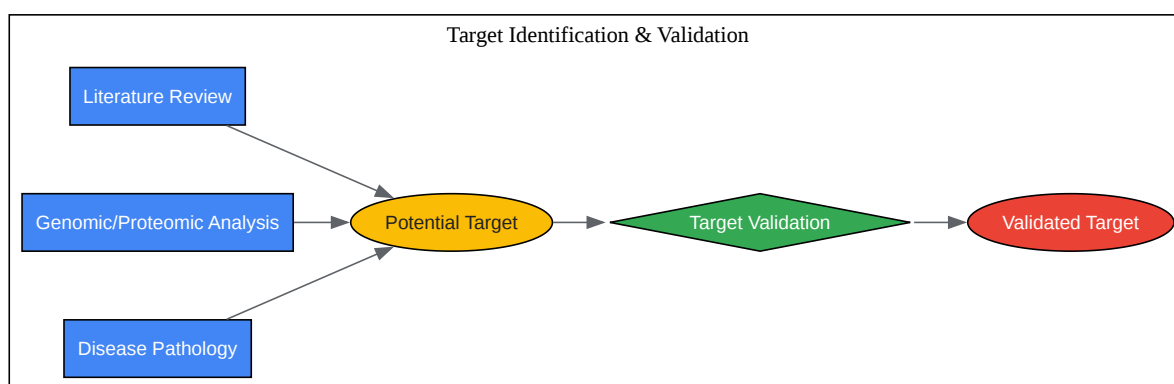 Target Identification & Validation
Literature Review
Genomic/Proteomic Analysis
Potential Target
Target Validation
Validated Target
Disease Pathology